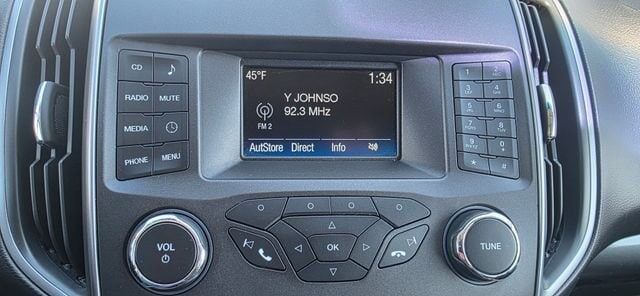 45°F
1:34
Y JOHNSO
92.3 MHz
FM 2
AutStore Direct Info
CD
RADIO MUTE
MEDIA
PHONE MENU
1 2 ABC
3 DEF 4 GHI
5 JKL 6 MNO
7 PQRS 8 TUV
9 WXYZ 0
* #
VOL
OK
TUNE